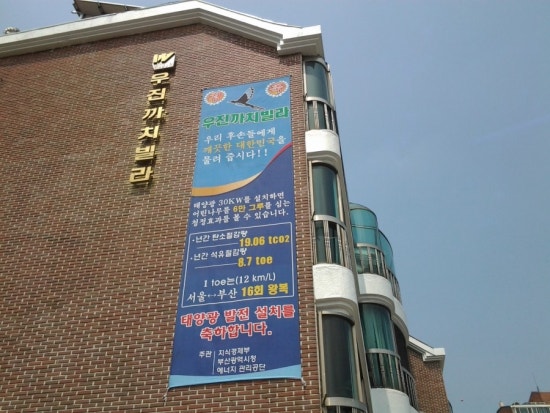 W
우진까치빌라
우진까치빌라
우리 후손들에게
깨끗한 대한민국을
물려 줍시다!!
태양광 30KW를 설치하면
어린나무를 6만 그루를 심는
청정효과를 볼 수 있습니다.
• 년간 탄소절감량
19.06 tco2
• 년간 석유절감량
8.7 toe
1 toe는(12 km/L)
서울↔부산 16회 왕복
태양광 발전 설치를
축하합니다.
주관 : 지식경제부
부산광역시청
에너지 관리공단